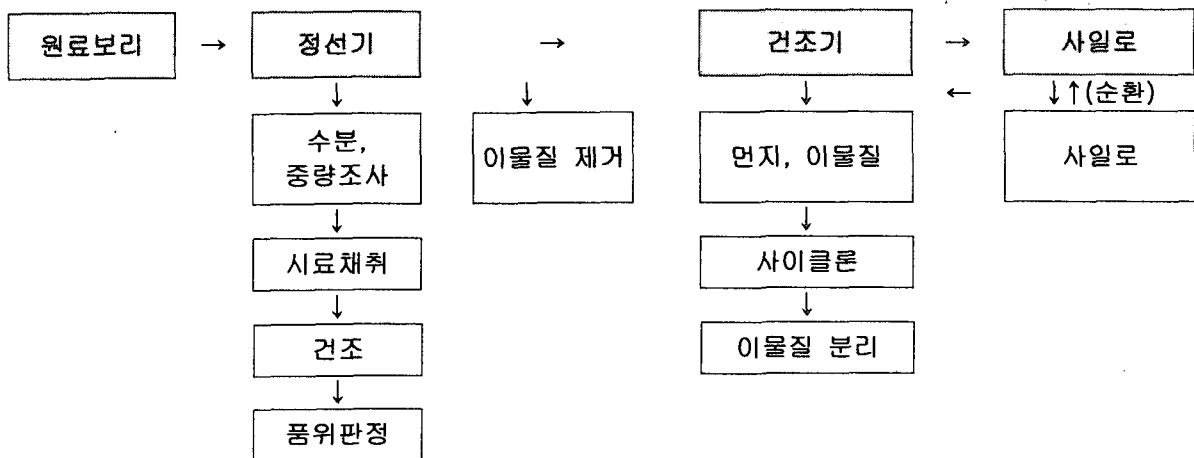 원료보리 → 정선기 → 건조기 → 사일로
↓ ↓ ↓ ← ↓↑(순환)
수분,
중량조사
이물질 제거
먼지, 이물질
사일로
↓ ↓
시료채취
사이클론
↓ ↓
건조
이물질 분리
↓
품위판정